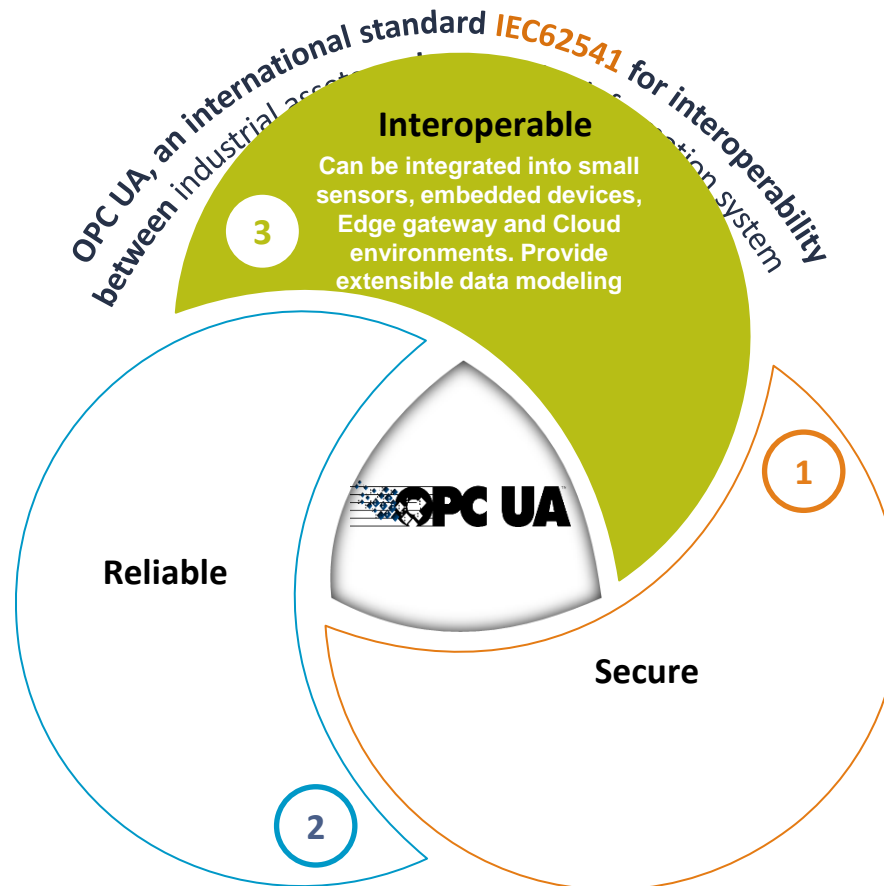 OPC UA, an international standard IEC62541 for interoperability
between industrial system
Interoperable
Can be integrated into small
sensors, embedded devices,
Edge gateway and Cloud
environments. Provide
extensible data modeling
3
1
OPC UA
Reliable
Secure
2